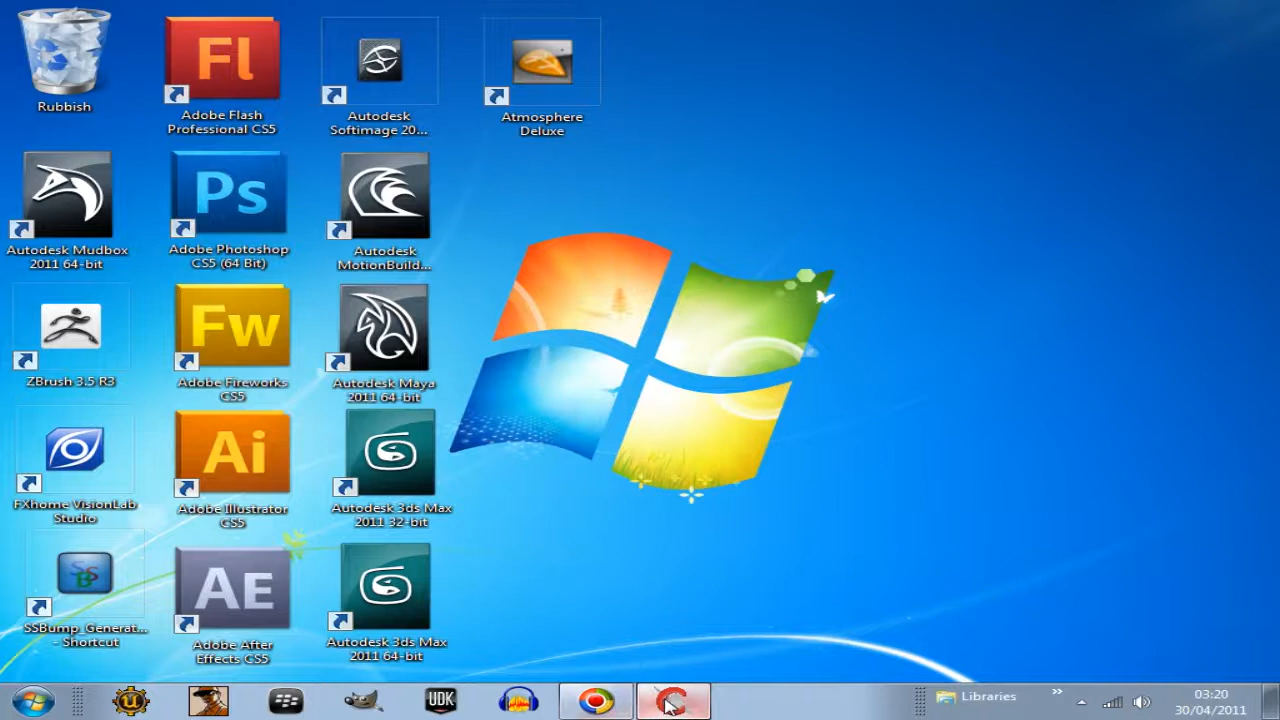 Rubbish
Fl
Adobe Flash
Professional CS5
Autodesk
Softimage 20...
Atmosphere
Deluxe
Autodesk Mudbox
2011 64-bit
Ps
Adobe Photoshop
CS5 (64 Bit)
Autodesk
MotionBuild...
ZBrush 3.5 R3
Fw
Adobe Fireworks
CS5
Autodesk Maya
2011 64-bit
FXhome VisionLab
Studio
Ai
Adobe Illustrator
CS5
Autodesk 3ds Max
2011 32-bit
SSB
SSBump_Generat...
- Shortcut
AE
Adobe After
Effects CS5
Autodesk 3ds Max
2011 64-bit
UDK
Libraries
»
03:20
30/04/2011